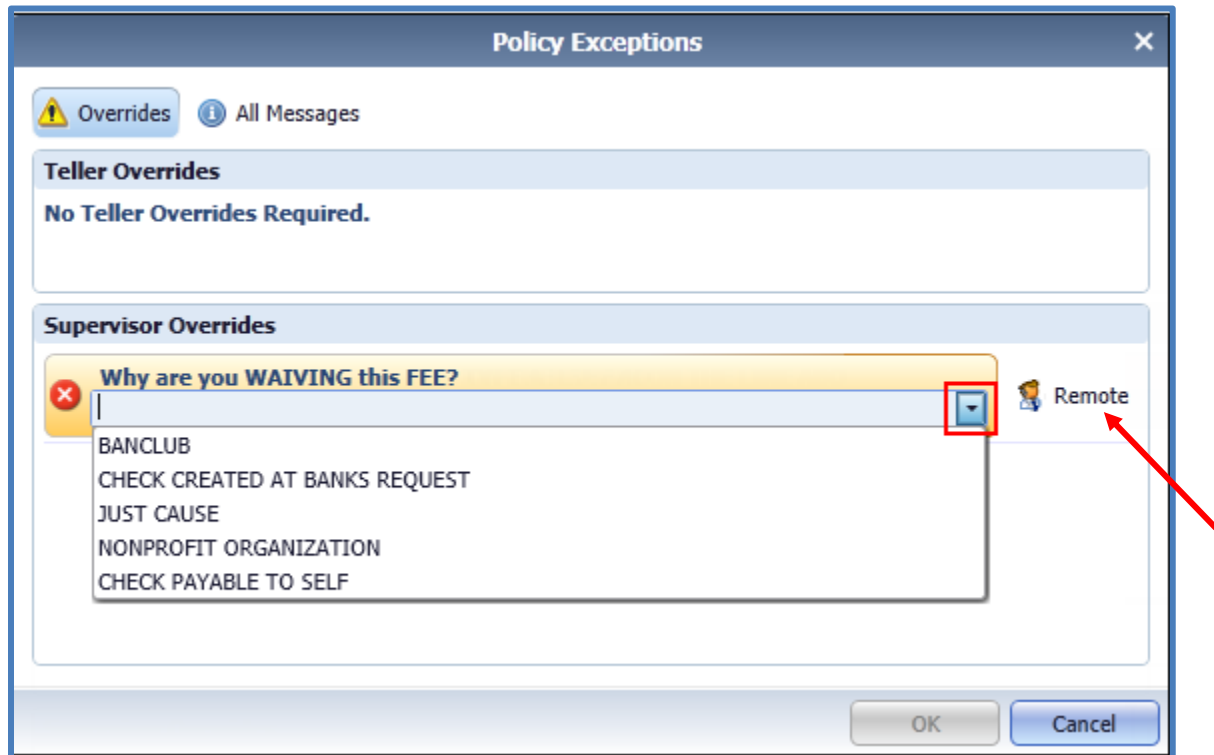 Policy Exceptions
Overrides
All Messages
Teller Overrides
No Teller Overrides Required.
Supervisor Overrides
Why are you WAIVING this FEE?
Remote
BANCLUB
CHECK CREATED AT BANKS REQUEST
JUST CAUSE
NONPROFIT ORGANIZATION
CHECK PAYABLE TO SELF
OK
Cancel